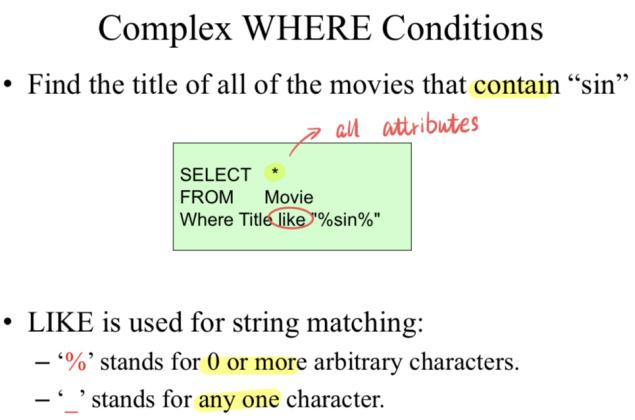 Complex WHERE Conditions
• Find the title of all of the movies that contain “sin”
all attributes
SELECT *
FROM Movie
Where Title like "%sin%"
• LIKE is used for string matching:
– ‘%’ stands for 0 or more arbitrary characters.
– ‘_’ stands for any one character.